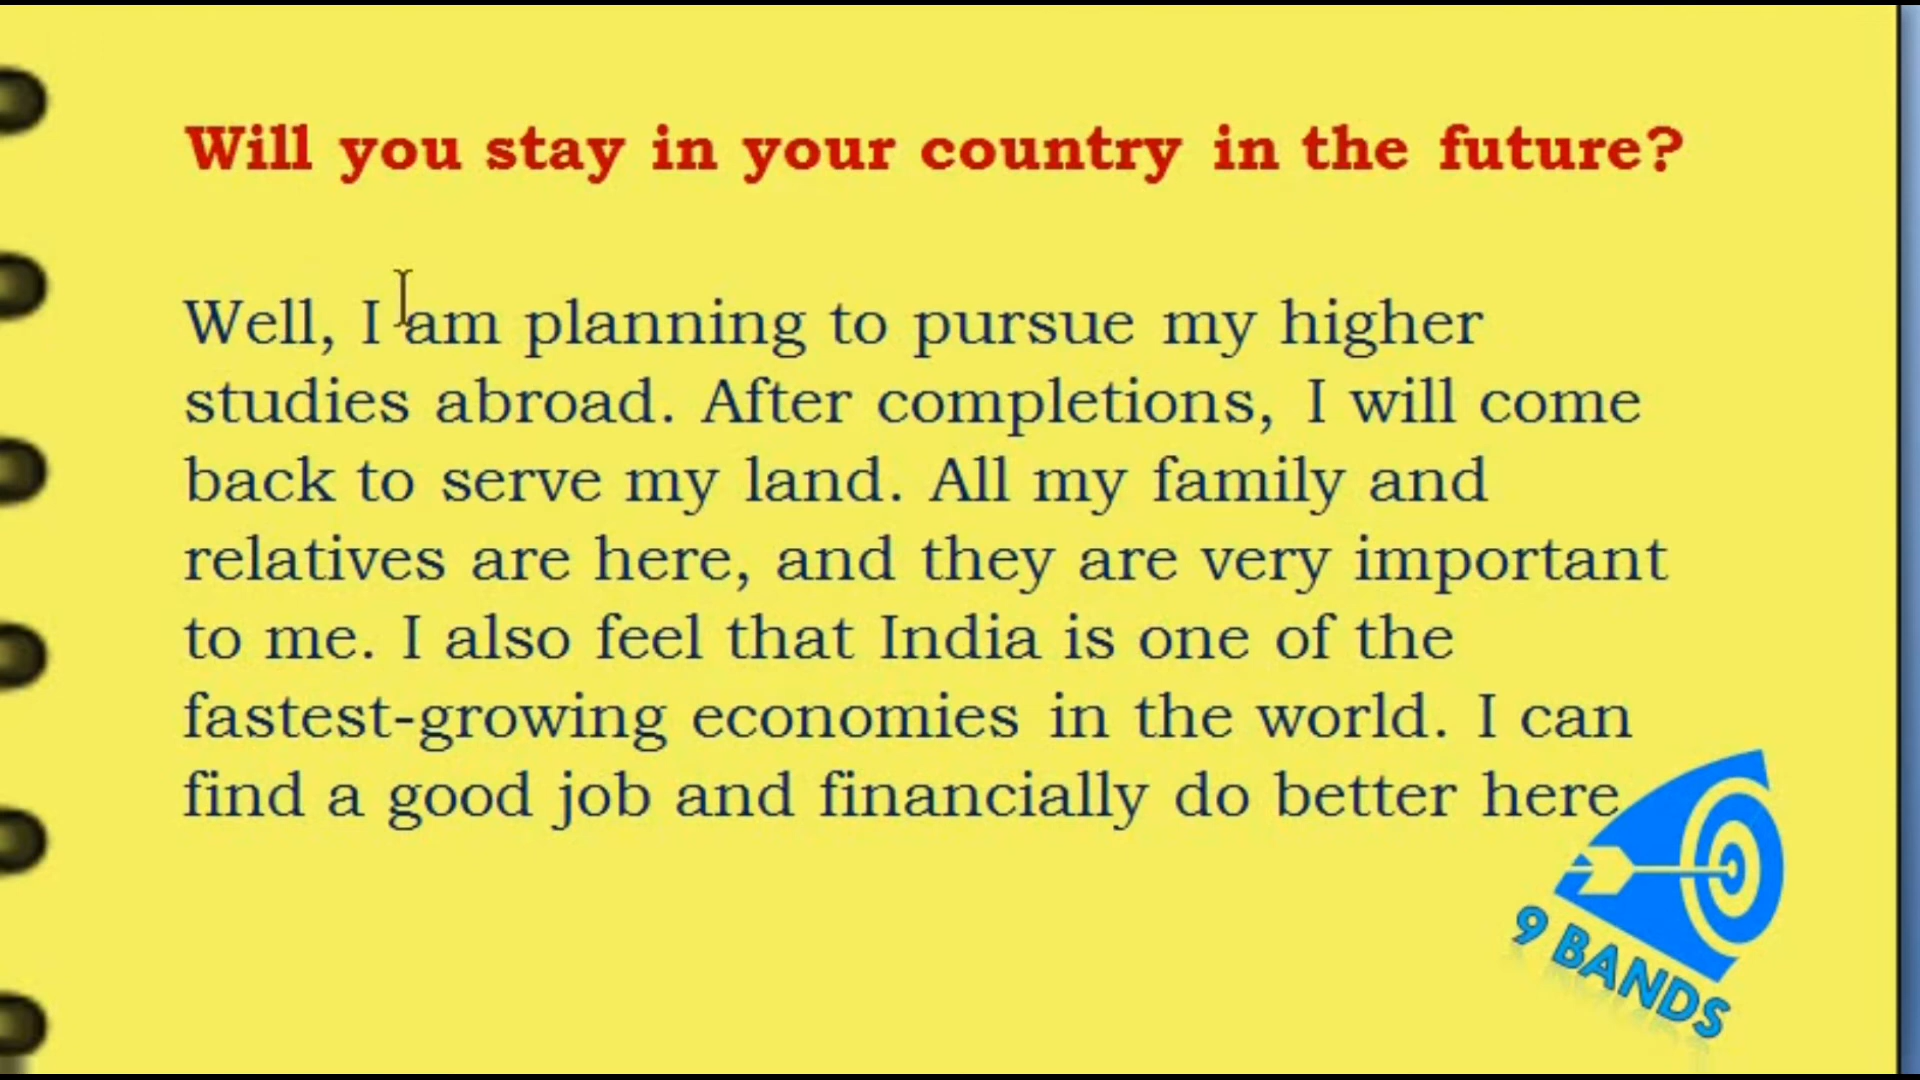 Will you stay in your country in the future?
Well, I am planning to pursue my higher
studies abroad. After completions, I will come
back to serve my land. All my family and
relatives are here, and they are very important
to me. I also feel that India is one of the
fastest-growing economies in the world. I can
find a good job and financially do better here
9 BANDS